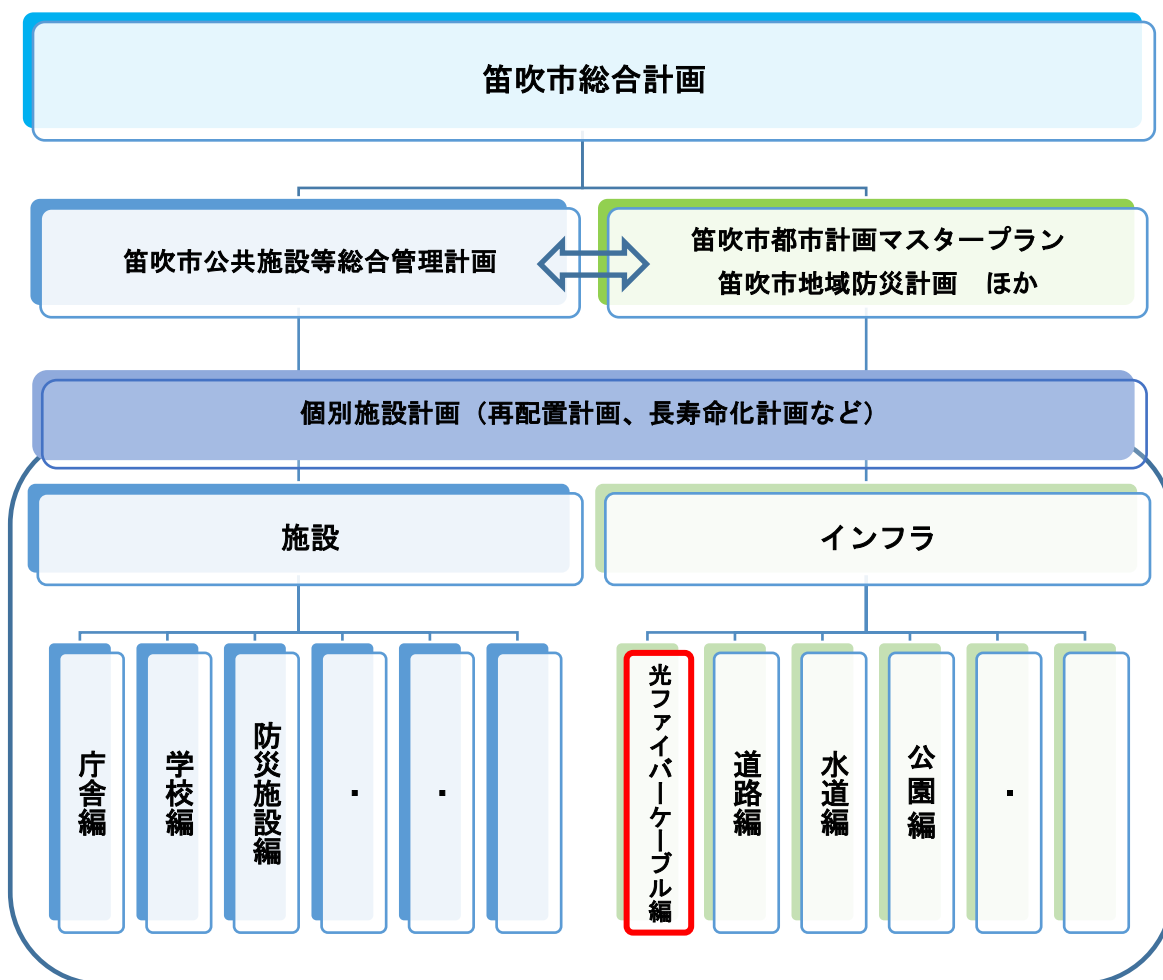 笛吹市総合計画
笛吹市公共施設等総合管理計画
笛吹市都市計画マスタープラン
笛吹市地域防災計画　ほか
個別施設計画（再配置計画、長寿命化計画など）
施設
インフラ
庁舎編
学校編
防災施設編
・
・
光ファイバーケーブル編
道路編
水道編
公園編
・